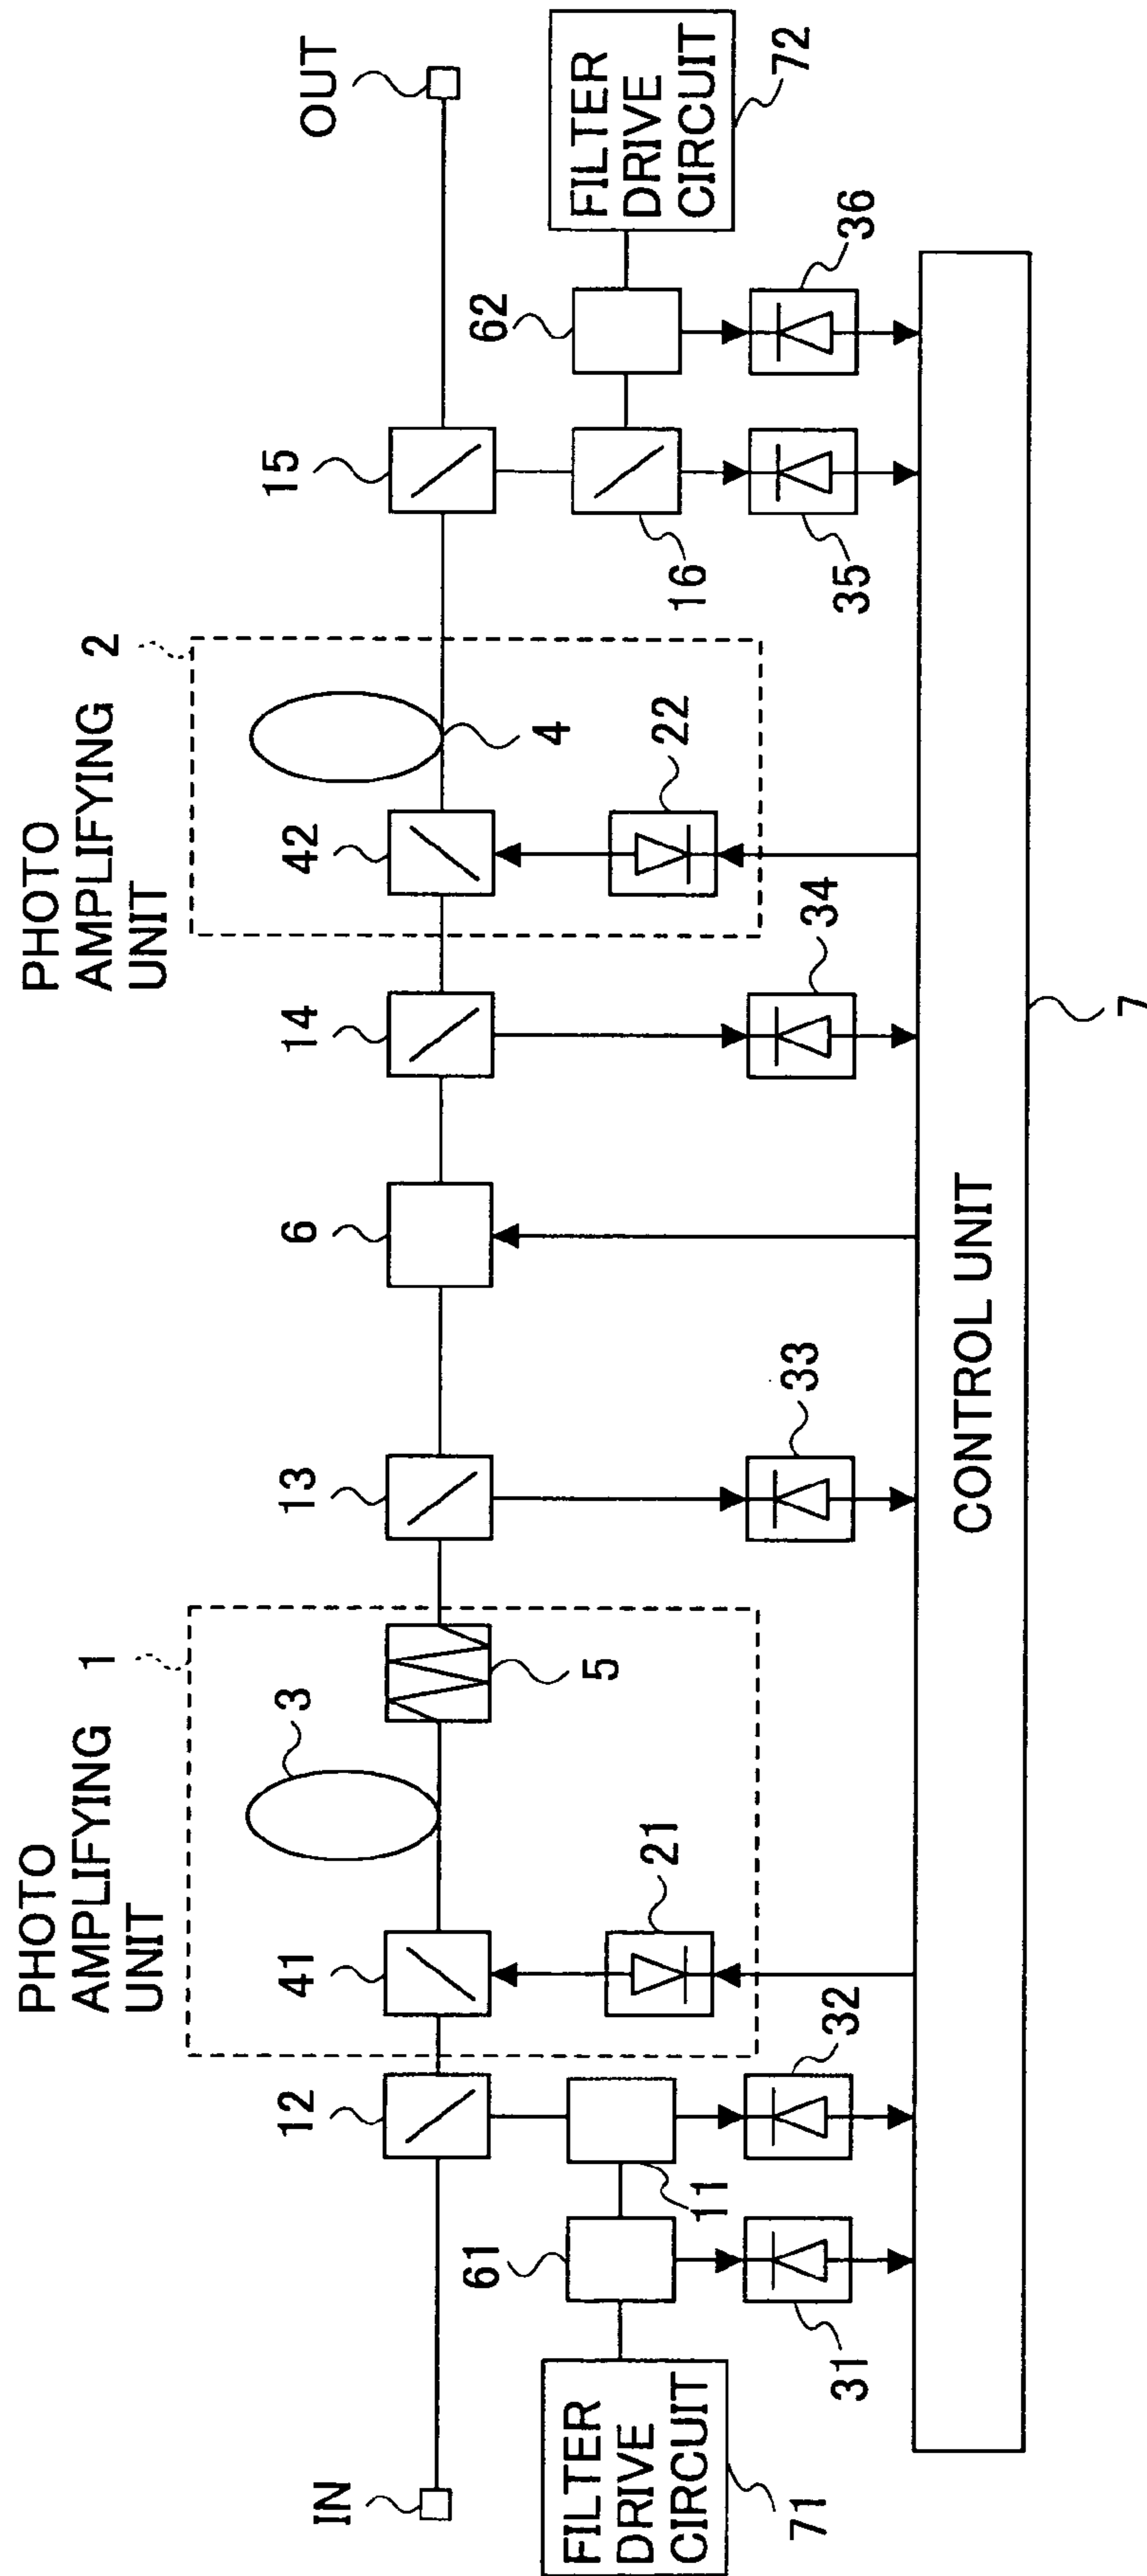 PHOTO
AMPLIFYING
UNIT
1
PHOTO
AMPLIFYING
UNIT
2
3
4
IN
12
41
5
13
6
14
42
15
OUT
61
11
21
22
16
62
FILTER
DRIVE
CIRCUIT
71
31
32
33
34
35
36
FILTER
DRIVE
CIRCUIT
72
CONTROL UNIT
7